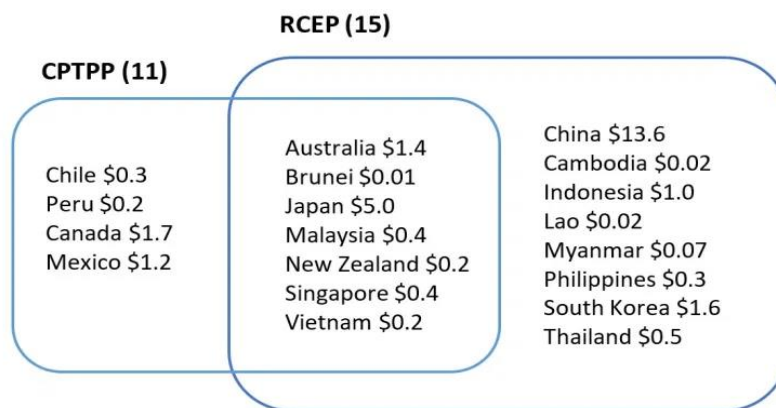 RCEP (15)
CPTPP (11)
Chile $0.3
Peru $0.2
Canada $1.7
Mexico $1.2
Australia $1.4
Brunei $0.01
Japan $5.0
Malaysia $0.4
New Zealand $0.2
Singapore $0.4
Vietnam $0.2
China $13.6
Cambodia $0.02
Indonesia $1.0
Lao $0.02
Myanmar $0.07
Philippines $0.3
South Korea $1.6
Thailand $0.5